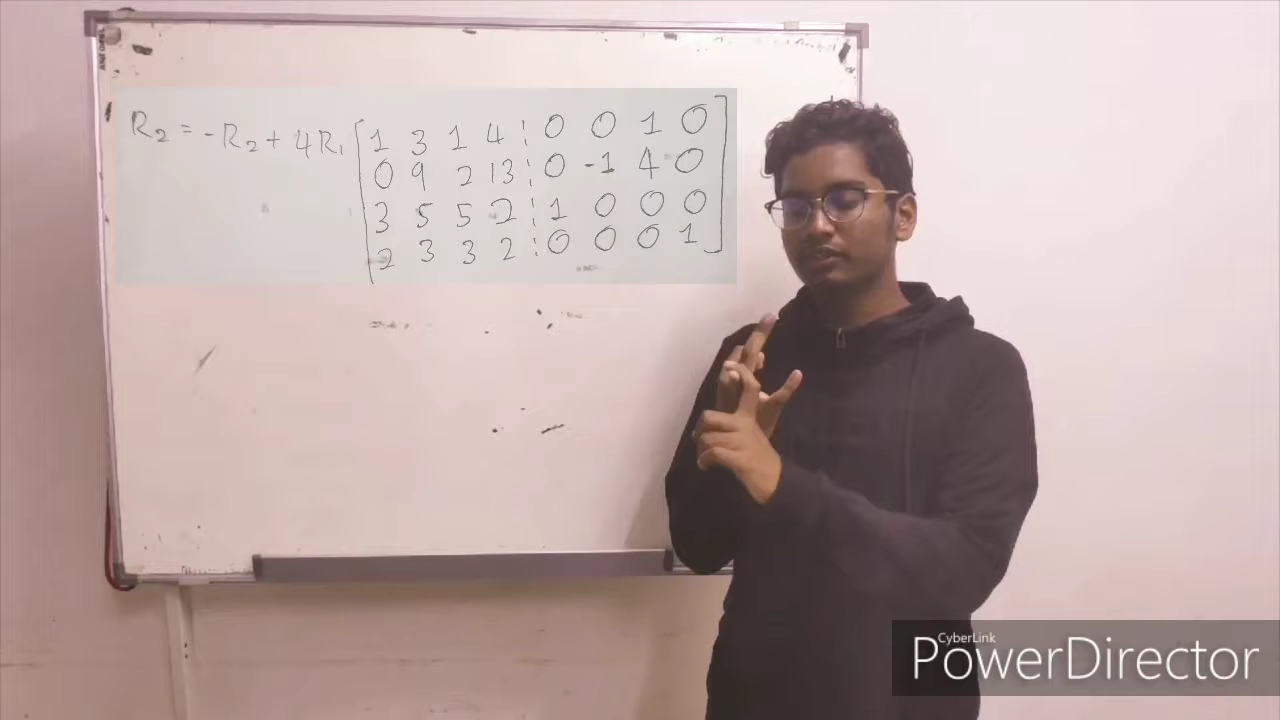 R₂ = -R₂ + 4R₁ [ 1 3 1 4 ⋮ 0 0 1 0 ]
0 9 2 13 ⋮ 0 -1 4 0
3 5 5 2 ⋮ 1 0 0 0
2 3 3 2 ⋮ 0 0 0 1
CyberLink
PowerDirector